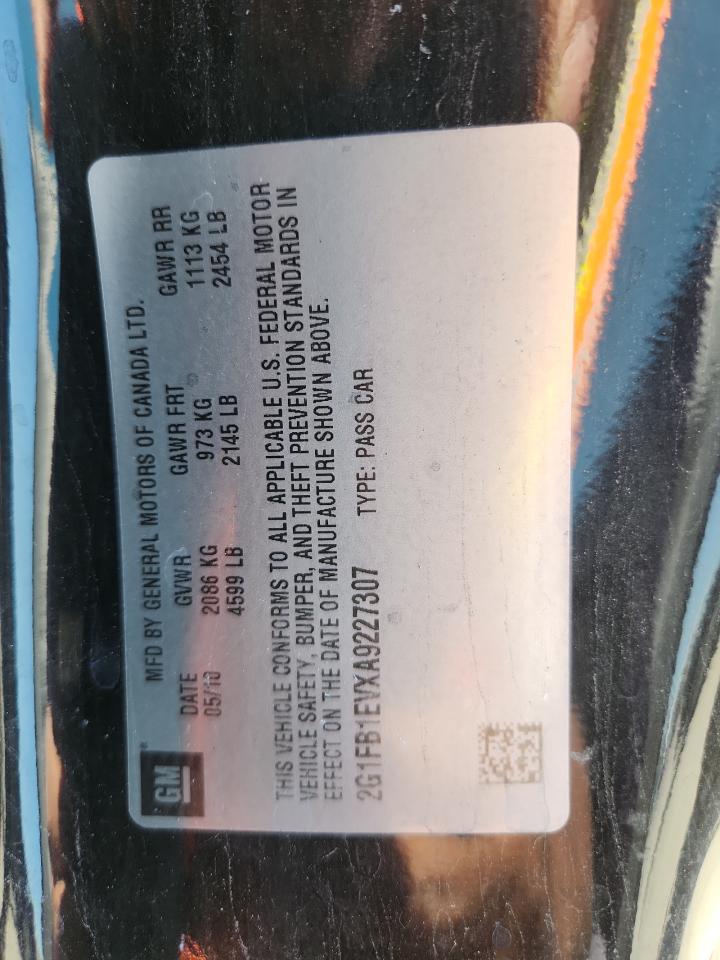 GM
MFD BY GENERAL MOTORS OF CANADA LTD.
DATE GVWR GAWR FRT GAWR RR
05/10 2086 KG 973 KG 1113 KG
4599 LB 2145 LB 2454 LB
THIS VEHICLE CONFORMS TO ALL APPLICABLE U.S. FEDERAL MOTOR
VEHICLE SAFETY, BUMPER, AND THEFT PREVENTION STANDARDS IN
EFFECT ON THE DATE OF MANUFACTURE SHOWN ABOVE.
2G1FB1EVXA9227307 TYPE: PASS CAR